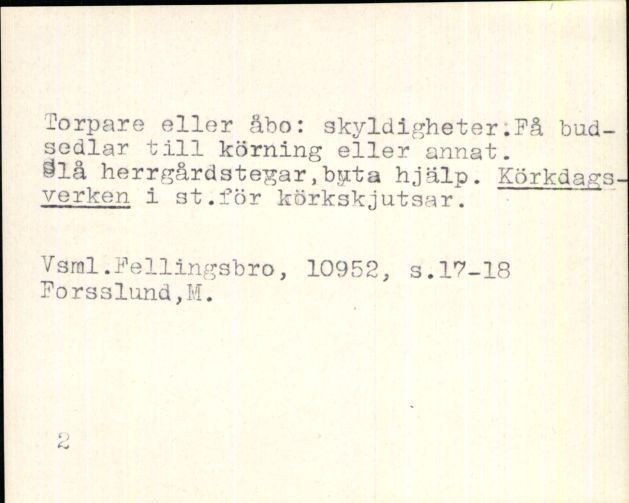 Torpare eller åbo: skyldigheter.Få bud-
sedlar till körning eller annat.
Slå herrgårdstegar,byta hjälp. Körkdags-
verken i st.för körkskjutsar.
Vsml.Fellingsbro, 10952, s.17-18
Forsslund,M.
2